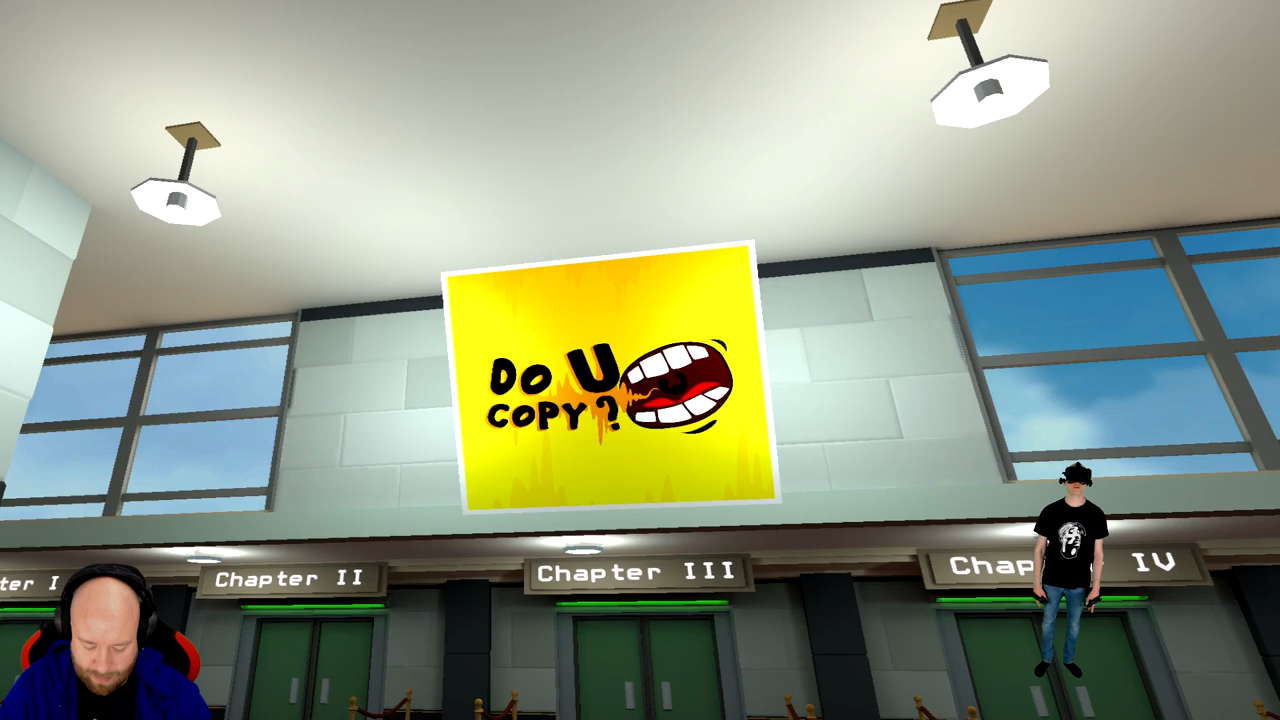 Do U
COPY?
ter I
Chapter II
Chapter III
Chap IV